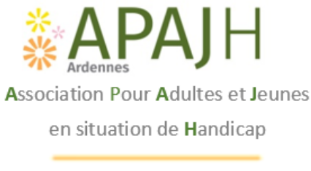 APAJH
Ardennes
Association Pour Adultes et Jeunes
en situation de Handicap